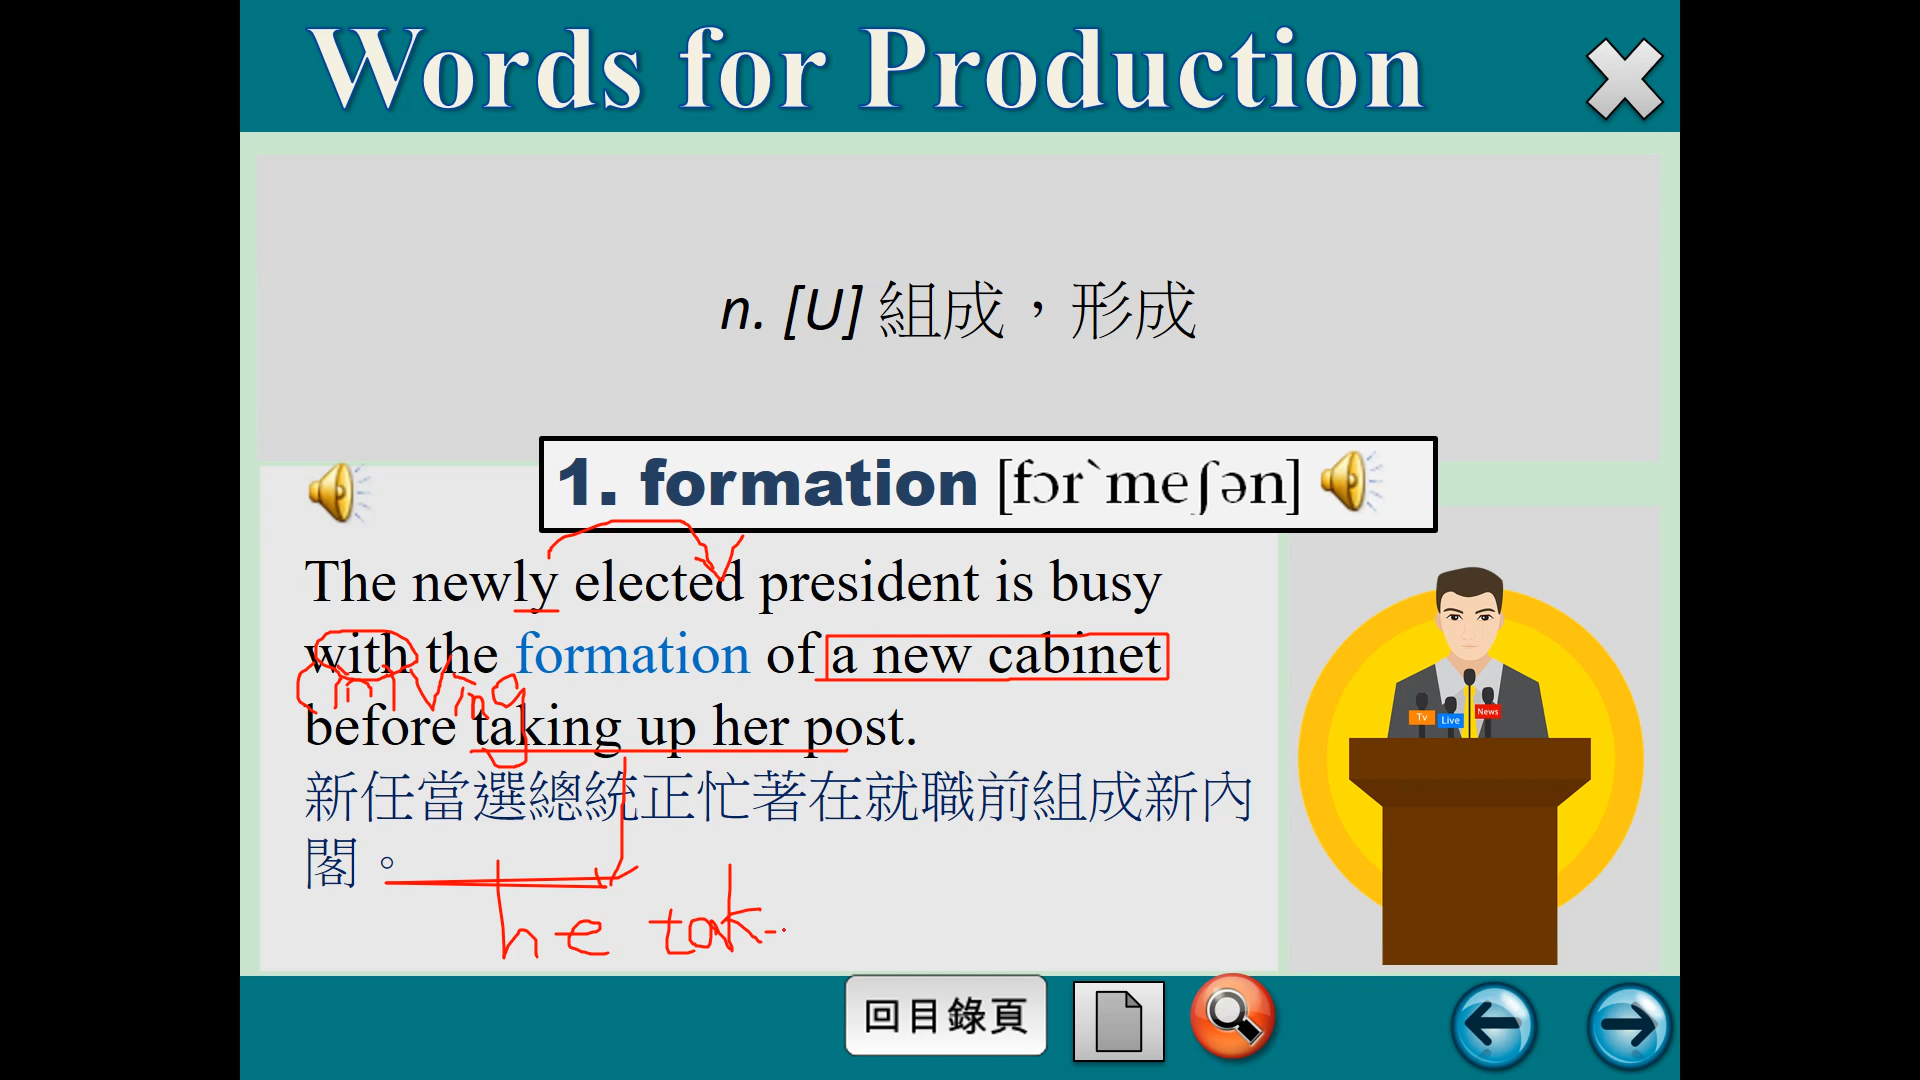 Words for Production
n. [U] 組成，形成
1. formation [fɔrˋmeʃən]
The newly elected president is busy
with the formation of a new cabinet
before taking up her post.
新任當選總統正忙著在就職前組成新內
閣。
he tak
Tv Live News
回目錄頁